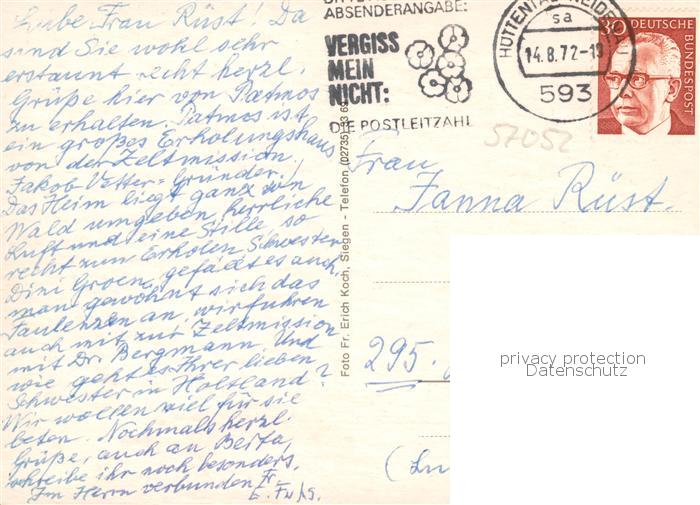 Liebe Frau Rüst! Da
sind Sie wohl sehr
erstaunt recht herzl.
Grüße hier von Patmos
zu erhalten. Patmos ist
ein großes Erholungshaus
von der Zeltmission.
Jakob Vetter=Gründer.
Das Heim liegt ganz von
Wald umgeben, herrliche
Luft und eine Stille so
recht zum Erholen. Schwester
Dini Groen, gefädt es auch,
man gewöhnt sich das
Faulenzen an, wir fuhren
auch mit zur Zeltmission
mit Dr. Bergmann. Und
wie geht es Ihrer lieben
Schwester in Holtland?
Wir wollen viel für sie
beten. Nochmals herzl.
Grüße, auch an Berta,
schreibe ihr noch besonders.
Im Herrn verbunden Fr.
ABSENDERANGABE:
VERGISS
MEIN
NICHT:
DIE POSTLEITZAHL
HÜTTENTAL-WEIDENAU
sa
14.8.72-19
593
30 DEUTSCHE
BUNDESPOST
57052
Foto Fr. Erich Koch, Siegen - Telefon (02735)
Frau
Janna Rüst.
295.
privacy protection
Datenschutz